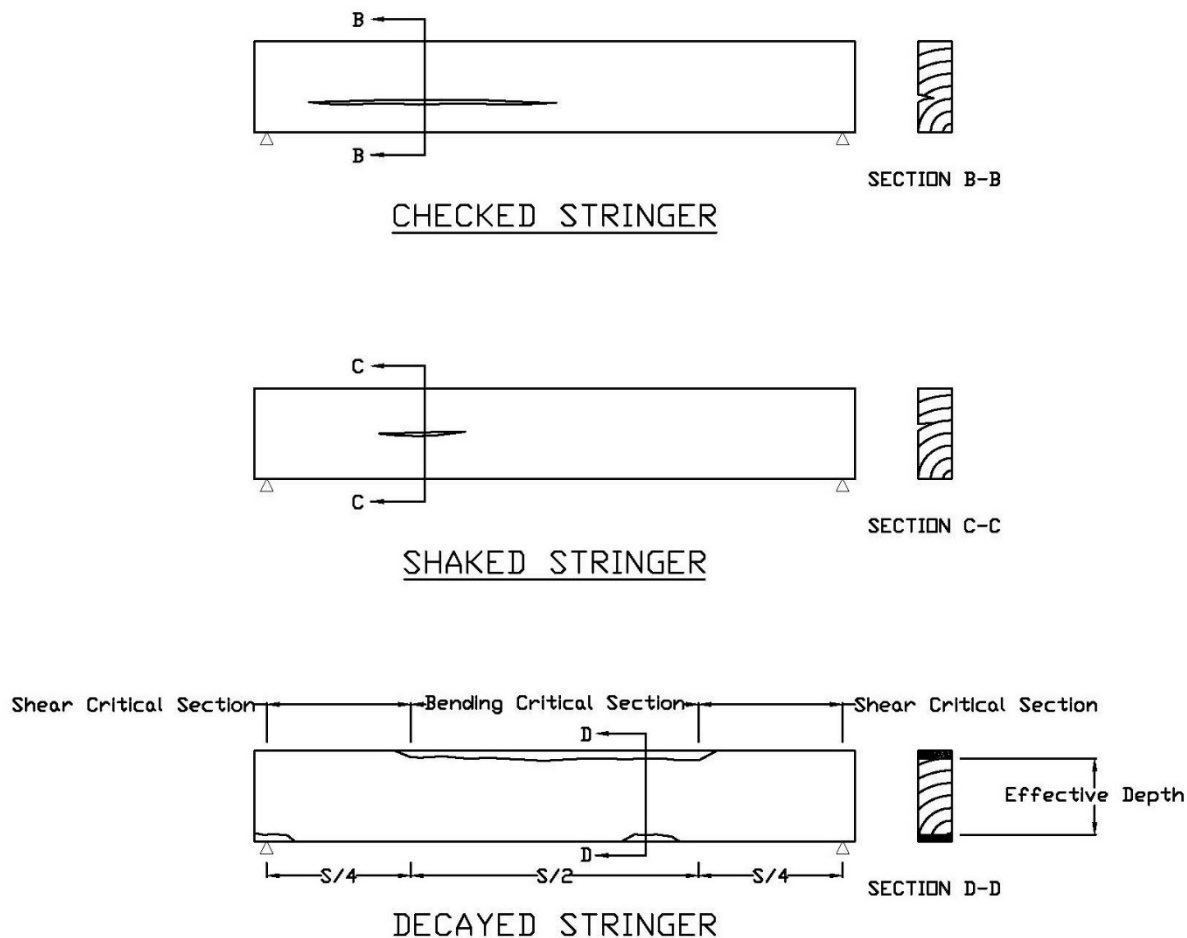 B
B
SECTION B-B
CHECKED STRINGER
C
C
SECTION C-C
SHAKED STRINGER
Shear Critical Section
Bending Critical Section
Shear Critical Section
D
Effective Depth
D
S/4
S/2
S/4
SECTION D-D
DECAYED STRINGER